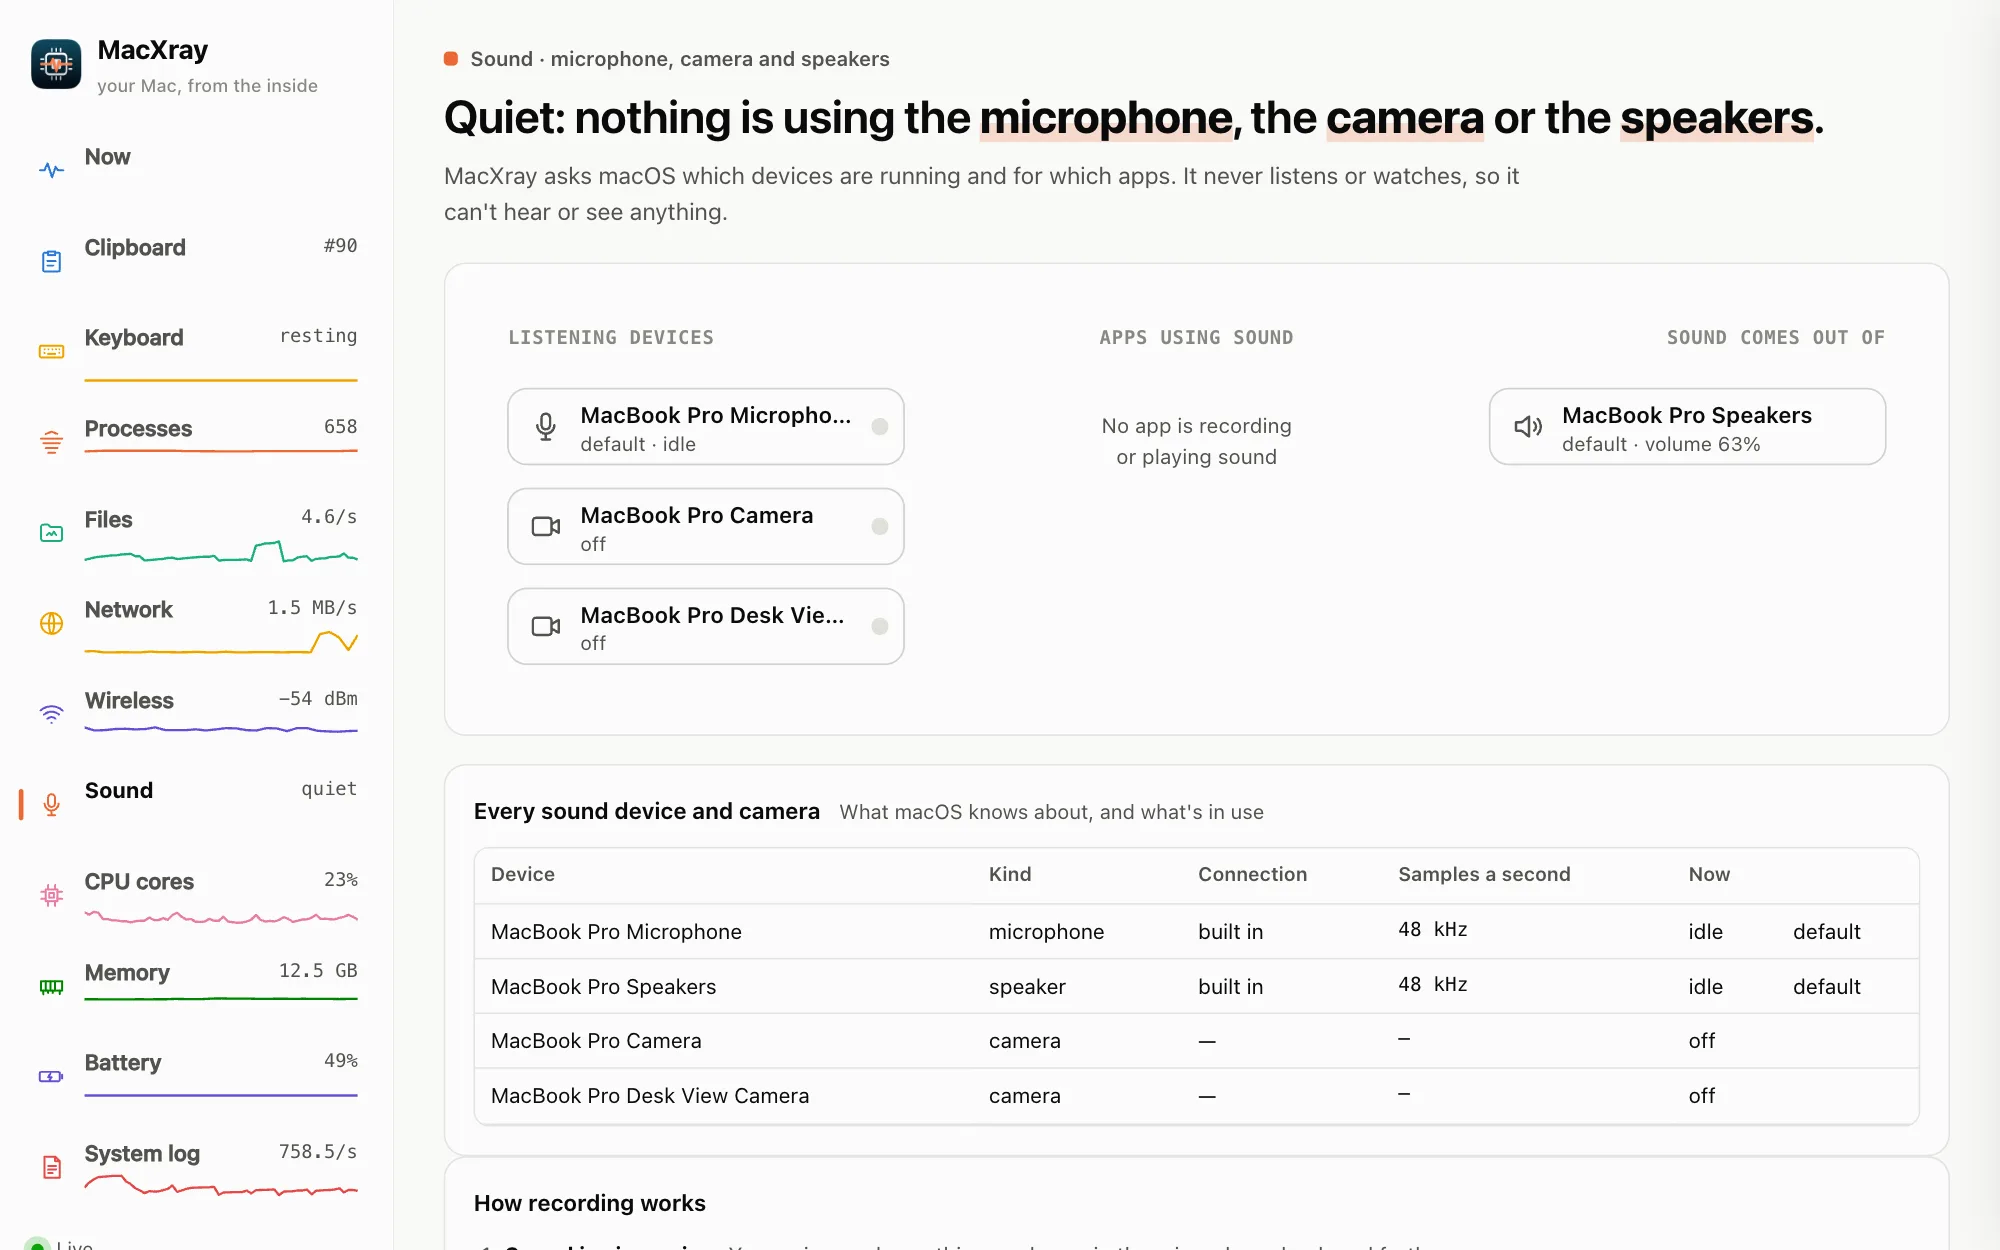 MacXray
your Mac, from the inside
Now
Clipboard #90
Keyboard resting
Processes 658
Files 4.6/s
Network 1.5 MB/s
Wireless −54 dBm
Sound quiet
CPU cores 23%
Memory 12.5 GB
Battery 49%
System log 758.5/s
Live
Sound · microphone, camera and speakers
Quiet: nothing is using the microphone, the camera or the speakers.
MacXray asks macOS which devices are running and for which apps. It never listens or watches, so it
can't hear or see anything.
LISTENING DEVICES
MacBook Pro Micropho...
default · idle
MacBook Pro Camera
off
MacBook Pro Desk Vie...
off
APPS USING SOUND
No app is recording
or playing sound
SOUND COMES OUT OF
MacBook Pro Speakers
default · volume 63%
Every sound device and camera What macOS knows about, and what's in use
Device Kind Connection Samples a second Now
MacBook Pro Microphone microphone built in 48 kHz idle default
MacBook Pro Speakers speaker built in 48 kHz idle default
MacBook Pro Camera camera — — off
MacBook Pro Desk View Camera camera — — off
How recording works